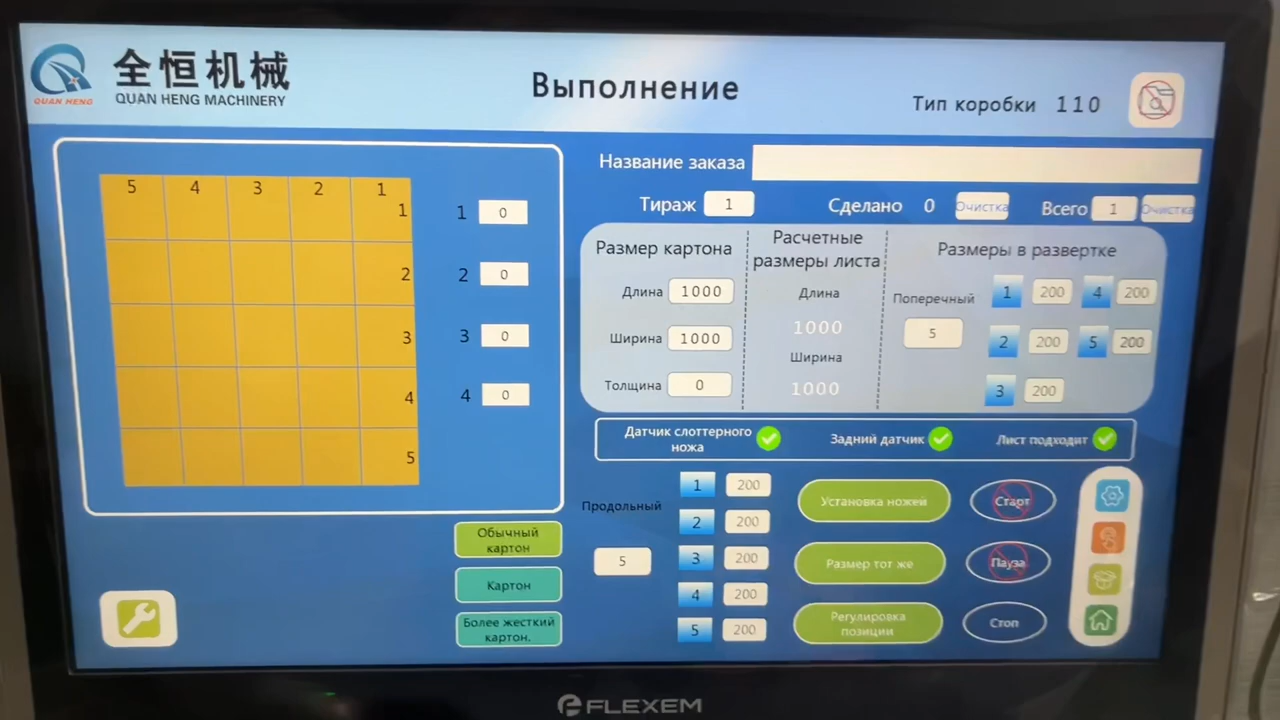 全恒机械
QUAN HENG
QUAN HENG MACHINERY
Выполнение
Тип коробки 110
Название заказа
Тираж 1 Сделано 0 Очистка Всего 1 Очистка
5 4 3 2 1
1
2
3
4
5
1 0
2 0
3 0
4 0
Размер картона
Длина 1000
Ширина 1000
Толщина 0
Расчетные
размеры листа
Длина
1000
Ширина
1000
Размеры в развертке
Поперечный
5
1 200 4 200
2 200 5 200
3 200
Датчик слоттерного
ножа
Задний датчик
Лист подходит
Продольный
5
1 200
2 200
3 200
4 200
5 200
Установка ножей
Старт
Размер тот же
Пауза
Регулировка
позиции
Стоп
Обычный
картон
Картон
Более жесткий
картон.
FLEXEM